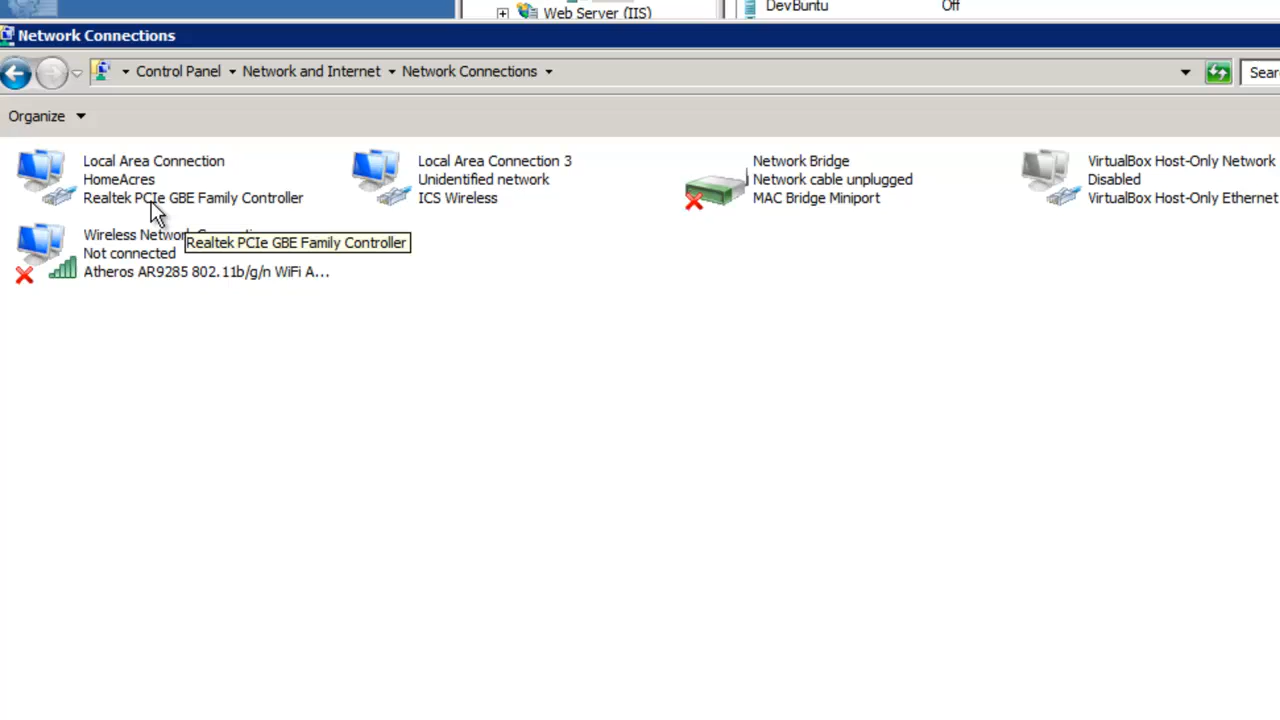 Web Server (IIS)
DevBuntu
Off
Network Connections
Control Panel
Network and Internet
Network Connections
Sear
Organize
Local Area Connection
HomeAcres
Realtek PCIe GBE Family Controller
Local Area Connection 3
Unidentified network
ICS Wireless
Network Bridge
Network cable unplugged
MAC Bridge Miniport
VirtualBox Host-Only Network
Disabled
VirtualBox Host-Only Ethernet
Wireless Network
Not connected
Atheros AR9285 802.11b/g/n WiFi A...
Realtek PCIe GBE Family Controller